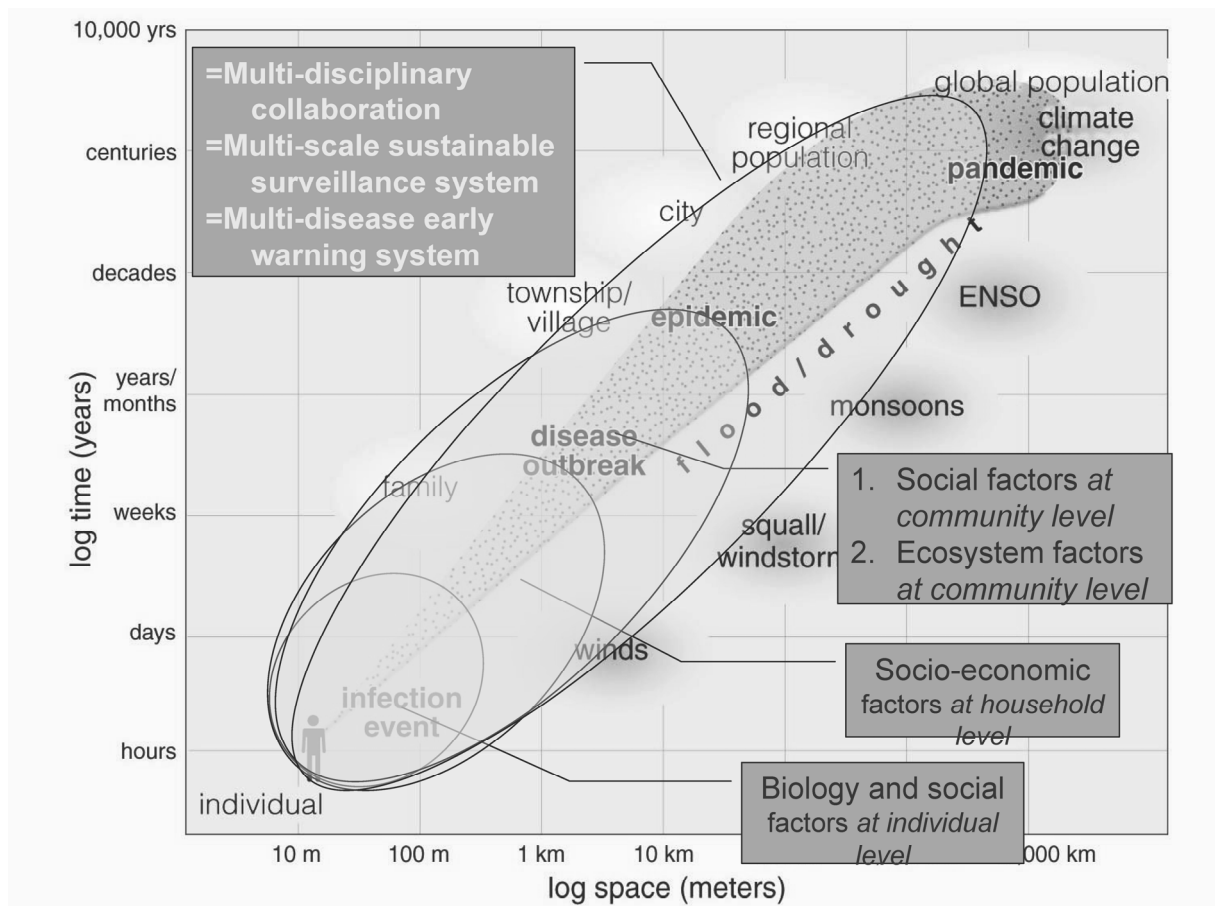 10,000 yrs
centuries
decades
years/
months
weeks
days
hours
log time (years)
=Multi-disciplinary
collaboration
=Multi-scale sustainable
surveillance system
=Multi-disease early
warning system
global population
climate
change
pandemic
regional
population
city
flood/drought
ENSO
township/
village
epidemic
monsoons
disease
outbreak
family
squall/
windstorm
1. Social factors at
community level
2. Ecosystem factors
at community level
winds
Socio-economic
factors at household
level
infection
event
Biology and social
factors at individual
level
individual
10 m
100 m
1 km
10 km
000 km
log space (meters)